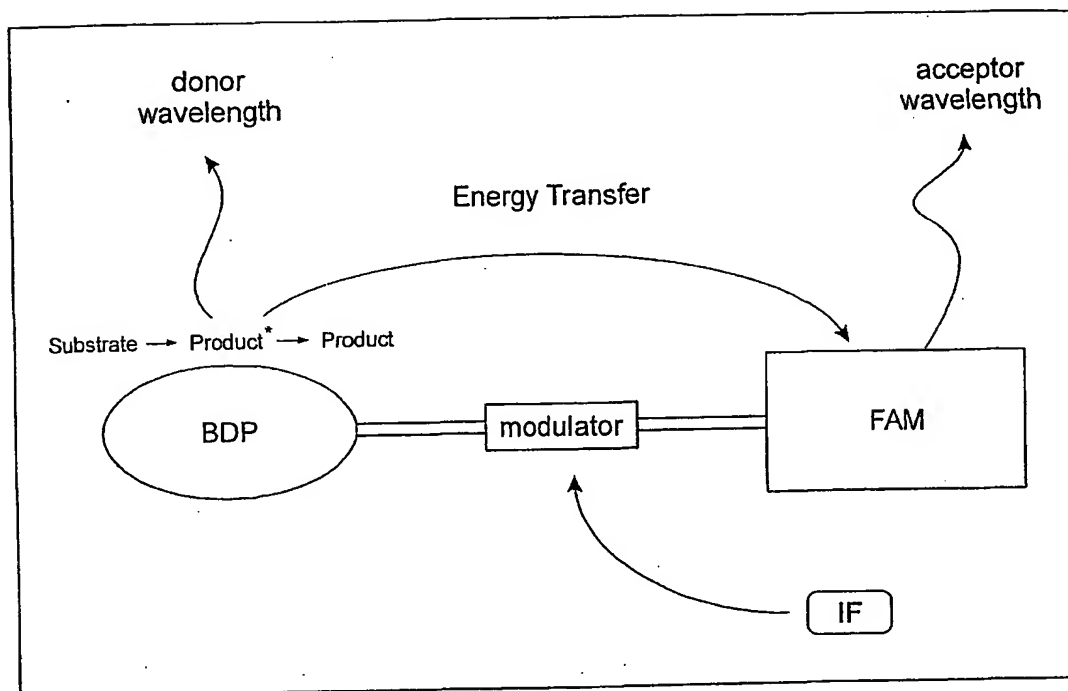 donor
wavelength
acceptor
wavelength
Energy Transfer
Substrate → Product* → Product
BDP
modulator
FAM
IF